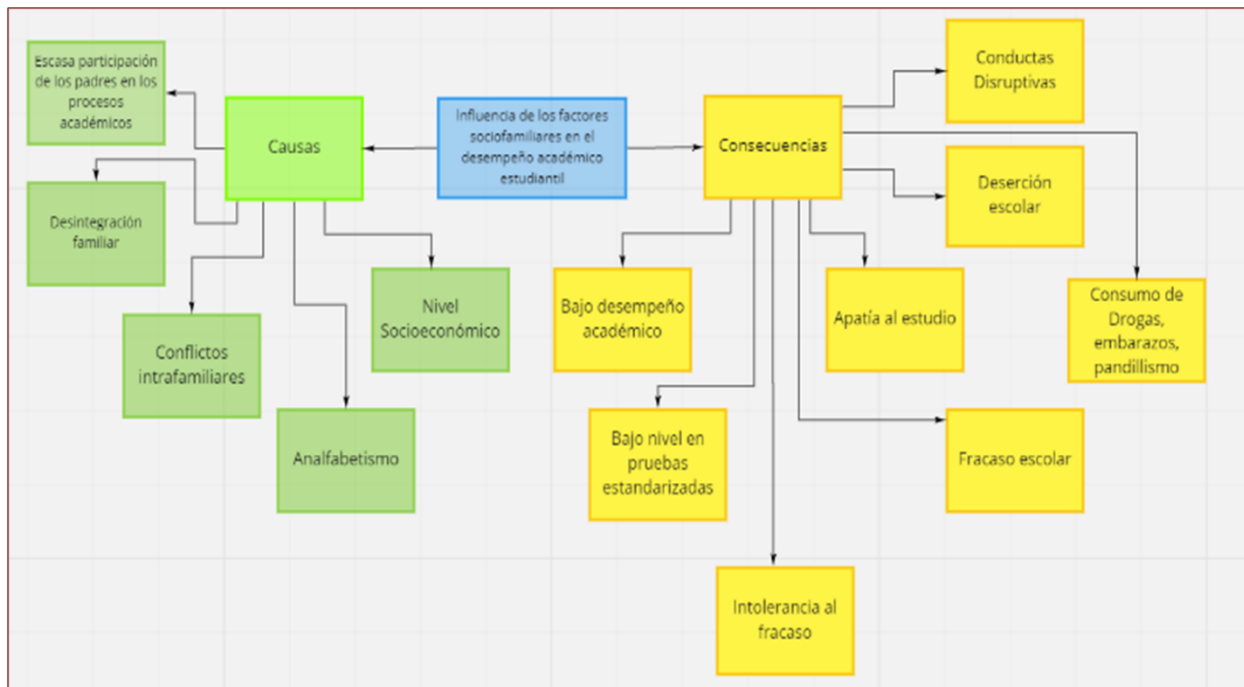 Escasa participación
de los padres en los
procesos
académicos
Causas
Influencia de los factores
sociofamiliares en el
desempeño académico
estudiantil
Consecuencias
Conductas
Disruptivas
Desintegración
familiar
Deserción
escolar
Conflictos
intrafamiliares
Nivel
Socioeconómico
Analfabetismo
Bajo desempeño
académico
Apatía al estudio
Consumo de
Drogas,
embarazos,
pandillismo
Bajo nivel en
pruebas
estandarizadas
Fracaso escolar
Intolerancia al
fracaso